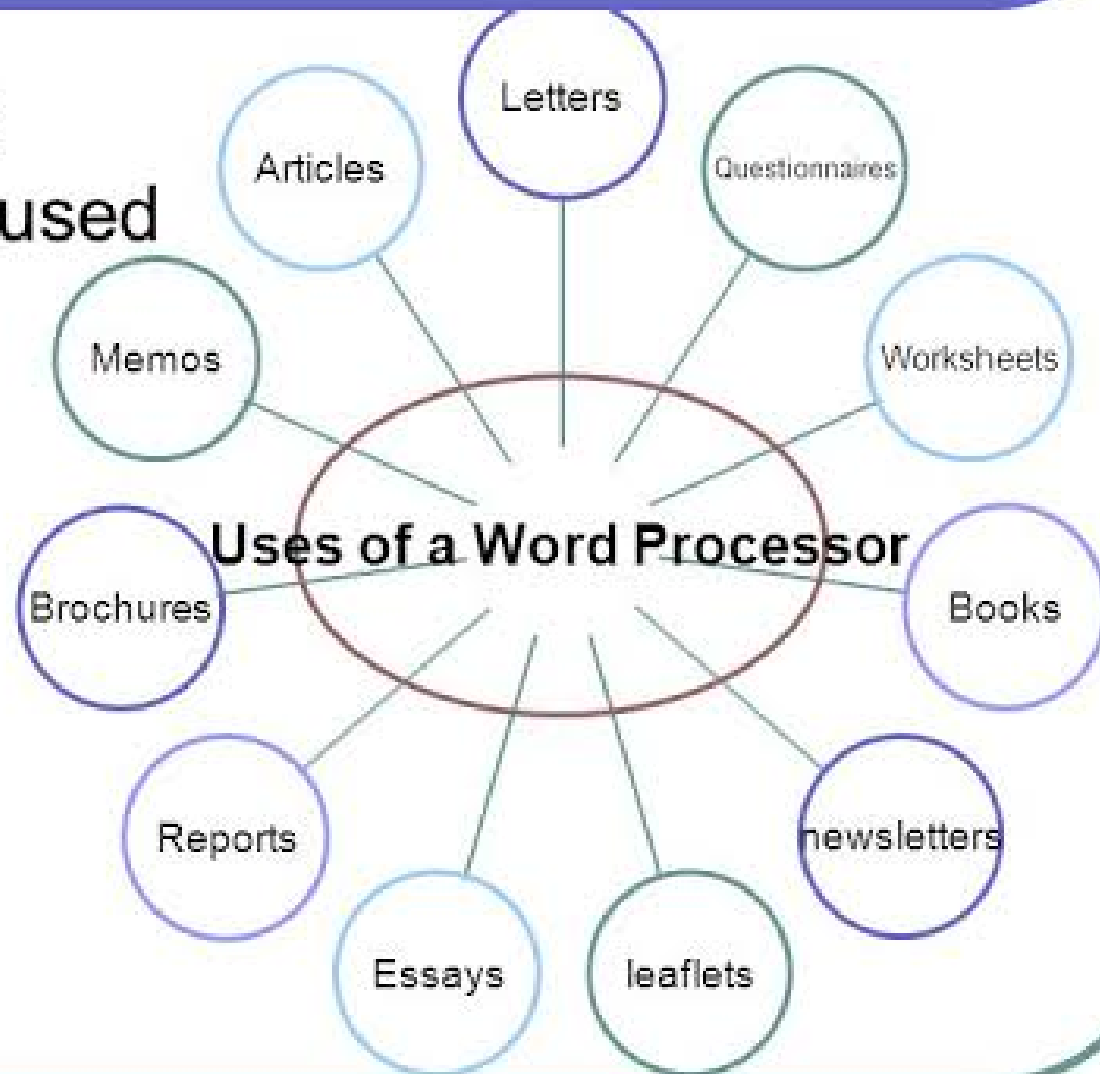 Letters
Articles
Questionnaires
used
Memos
Worksheets
Uses of a Word Processor
Brochures
Books
Reports
newsletters
Essays
leaflets